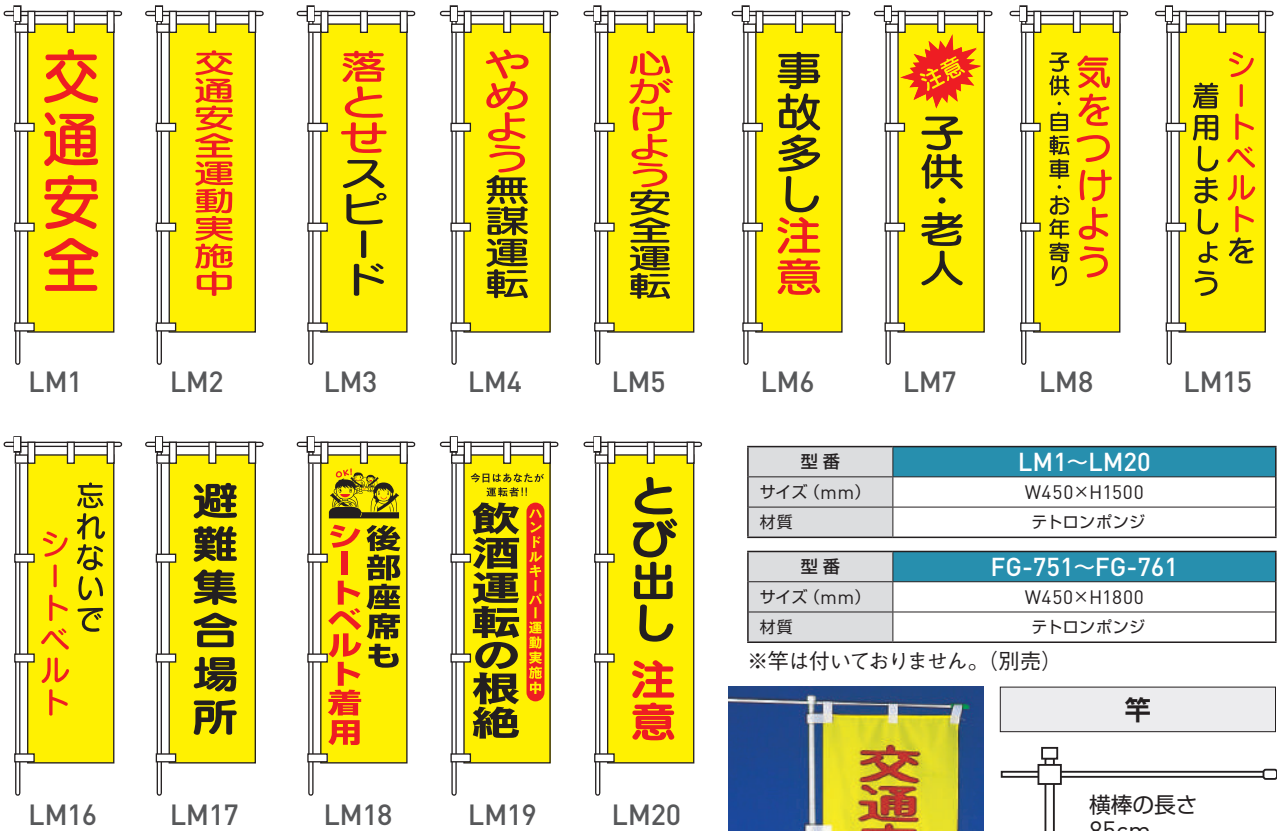 交通安全
LM1
交通安全運動実施中
LM2
落とせスピード
LM3
やめよう無謀運転
LM4
心がけよう安全運転
LM5
事故多し注意
LM6
注意
子供・老人
LM7
気をつけよう
子供・自転車・お年寄り
LM8
シートベルトを
着用しましょう
LM15
忘れないで
シートベルト
LM16
避難集合場所
LM17
OK!
後部座席も
シートベルト着用
LM18
今日はあなたが
運転者!!
ハンドルキーパー運動実施中
飲酒運転の根絶
LM19
とび出し 注意
LM20
型番 LM1～LM20
サイズ（mm） W450×H1500
材質 テトロンポンジ
型番 FG-751～FG-761
サイズ（mm） W450×H1800
材質 テトロンポンジ
※竿は付いておりません。（別売）
交通
竿
横棒の長さ